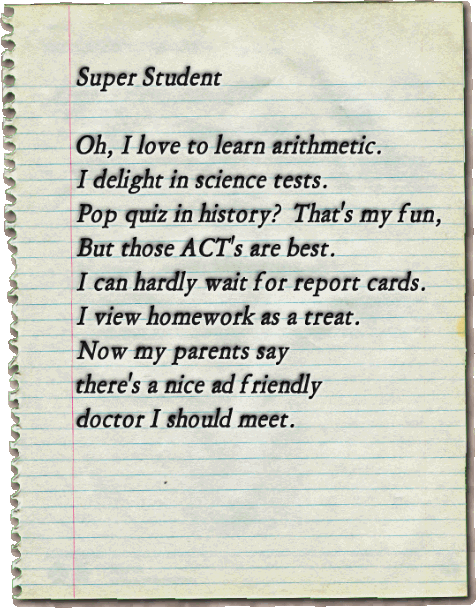 Super Student
Oh, I love to learn arithmetic.
I delight in science tests.
Pop quiz in history?  That's my fun,
But those ACT's are best.
I can hardly wait for report cards.
I view homework as a treat.
Now my parents say
there's a nice ad friendly
doctor I should meet.